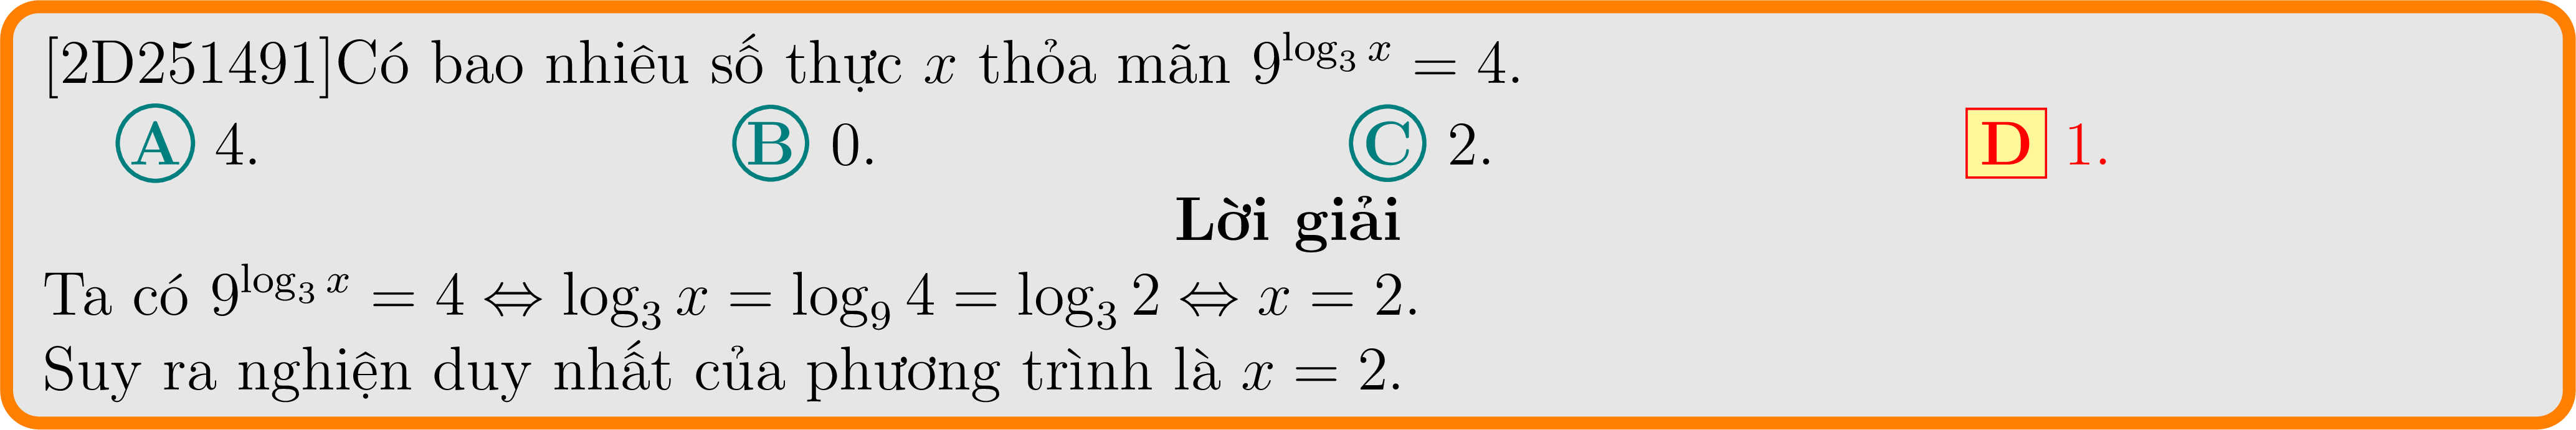 [2D251491]Có bao nhiêu số thực x thỏa mãn 9^{log_3 x} = 4.
A 4. B 0. C 2. D 1.
Lời giải
Ta có 9^{log_3 x} = 4 ⇔ log_3 x = log_9 4 = log_3 2 ⇔ x = 2.
Suy ra nghiện duy nhất của phương trình là x = 2.